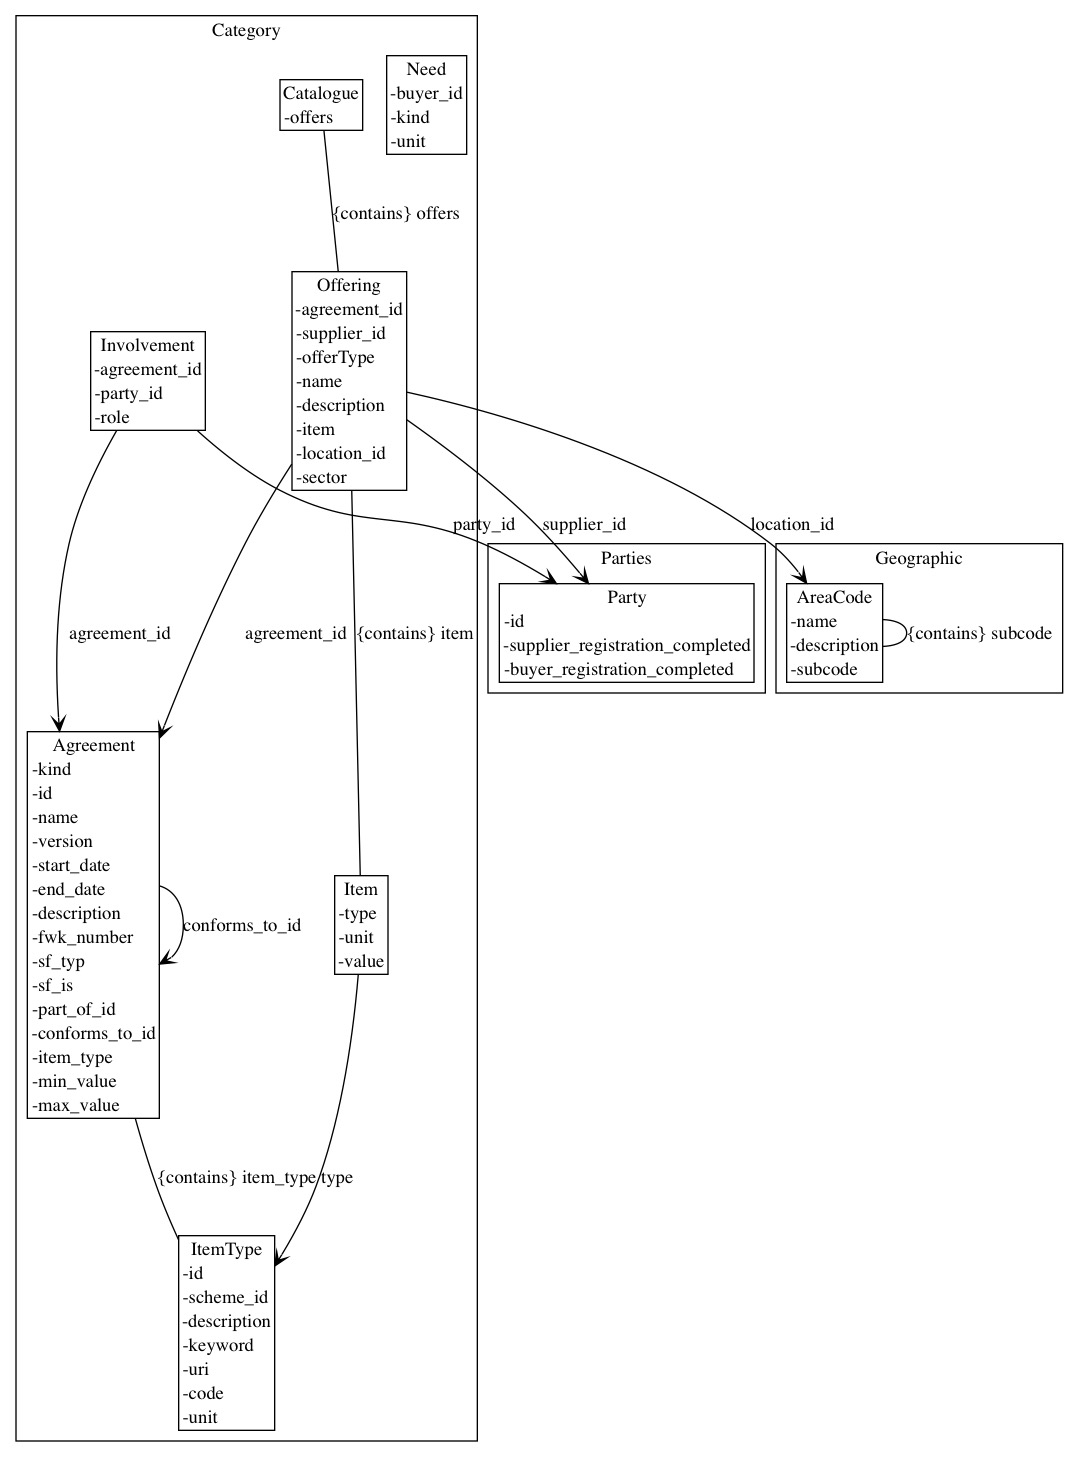 Category
Need
-buyer_id
-kind
-unit
Catalogue
-offers
{contains} offers
Offering
-agreement_id
-supplier_id
-offerType
-name
-description
-item
-location_id
-sector
Involvement
-agreement_id
-party_id
-role
party_id
supplier_id
location_id
Parties
Party
-id
-supplier_registration_completed
-buyer_registration_completed
Geographic
AreaCode
-name
-description
-subcode
{contains} subcode
agreement_id
agreement_id
{contains} item
Agreement
-kind
-id
-name
-version
-start_date
-end_date
-description
-fwk_number
-sf_typ
-sf_is
-part_of_id
-conforms_to_id
-item_type
-min_value
-max_value
conforms_to_id
Item
-type
-unit
-value
{contains} item_type
type
ItemType
-id
-scheme_id
-description
-keyword
-uri
-code
-unit